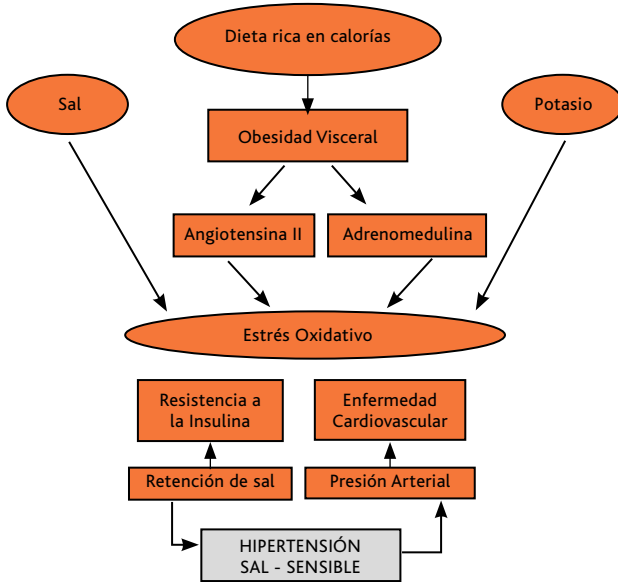 Dieta rica en calorías
Sal
Potasio
Obesidad Visceral
Angiotensina II
Adrenomedulina
Estrés Oxidativo
Resistencia a
la Insulina
Enfermedad
Cardiovascular
Retención de sal
Presión Arterial
HIPERTENSIÓN
SAL - SENSIBLE